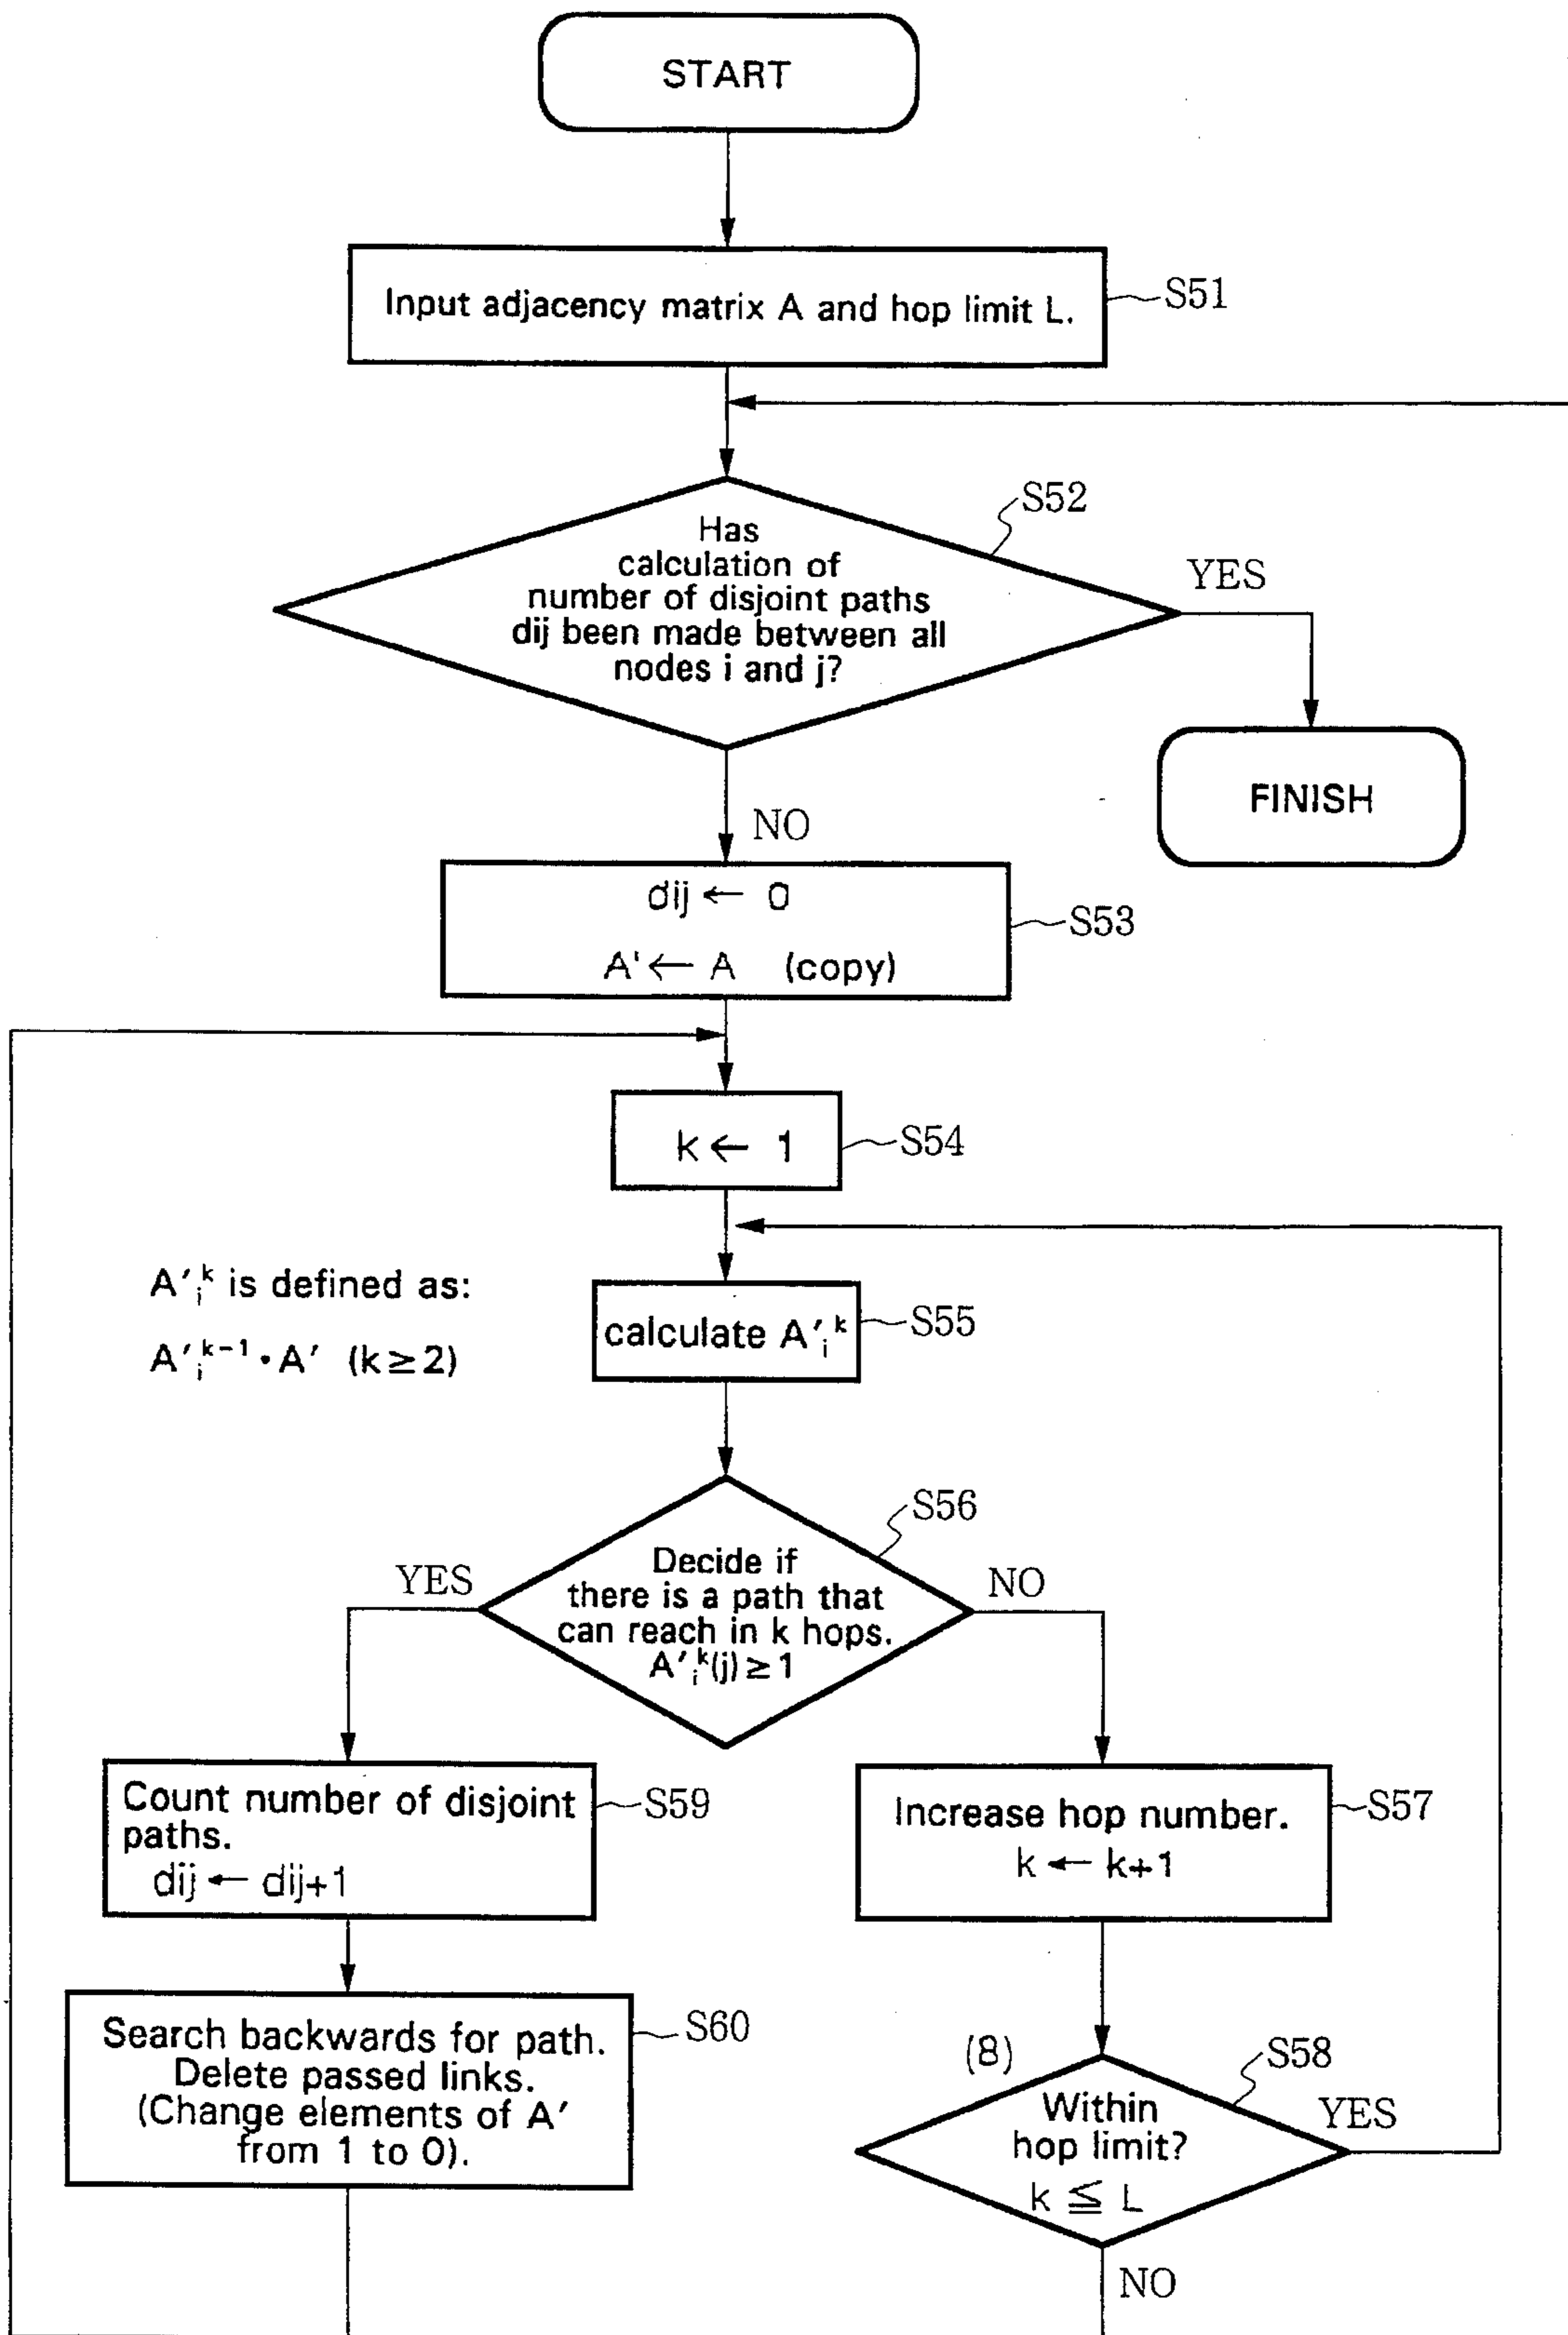 START
Input adjacency matrix A and hop limit L.
S51
S52
Has
calculation of
number of disjoint paths
dij been made between all
nodes i and j?
YES
FINISH
NO
dij ← 0
A' ← A (copy)
S53
k ← 1
S54
A′ᵢᵏ is defined as:
A′ᵢᵏ⁻¹ • A′ (k ≥ 2)
calculate A′ᵢᵏ
S55
S56
Decide if
there is a path that
can reach in k hops.
A′ᵢᵏ(j) ≥ 1
YES
NO
Count number of disjoint
paths.
dij ← dij+1
S59
Increase hop number.
k ← k+1
S57
Search backwards for path.
Delete passed links.
(Change elements of A′
from 1 to 0).
S60
(8)
S58
Within
hop limit?
k ≦ L
YES
NO